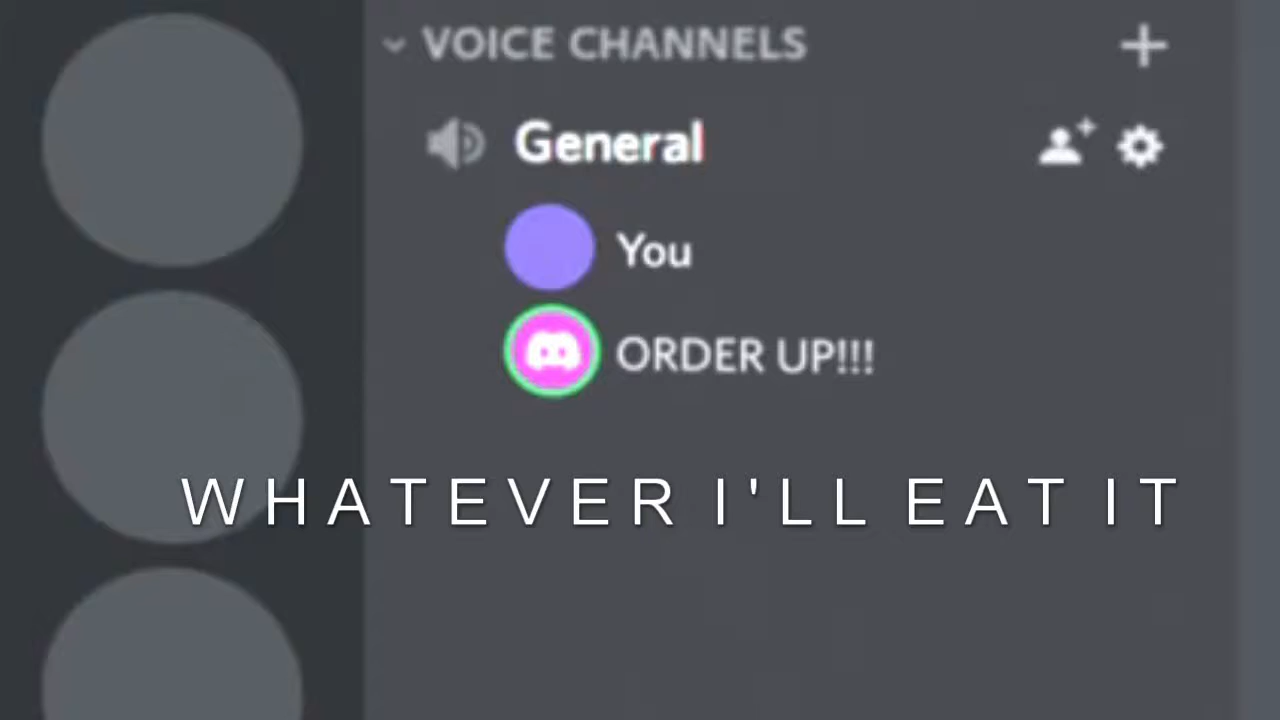 VOICE CHANNELS
General
You
ORDER UP!!!
WHATEVER I'LL EAT IT